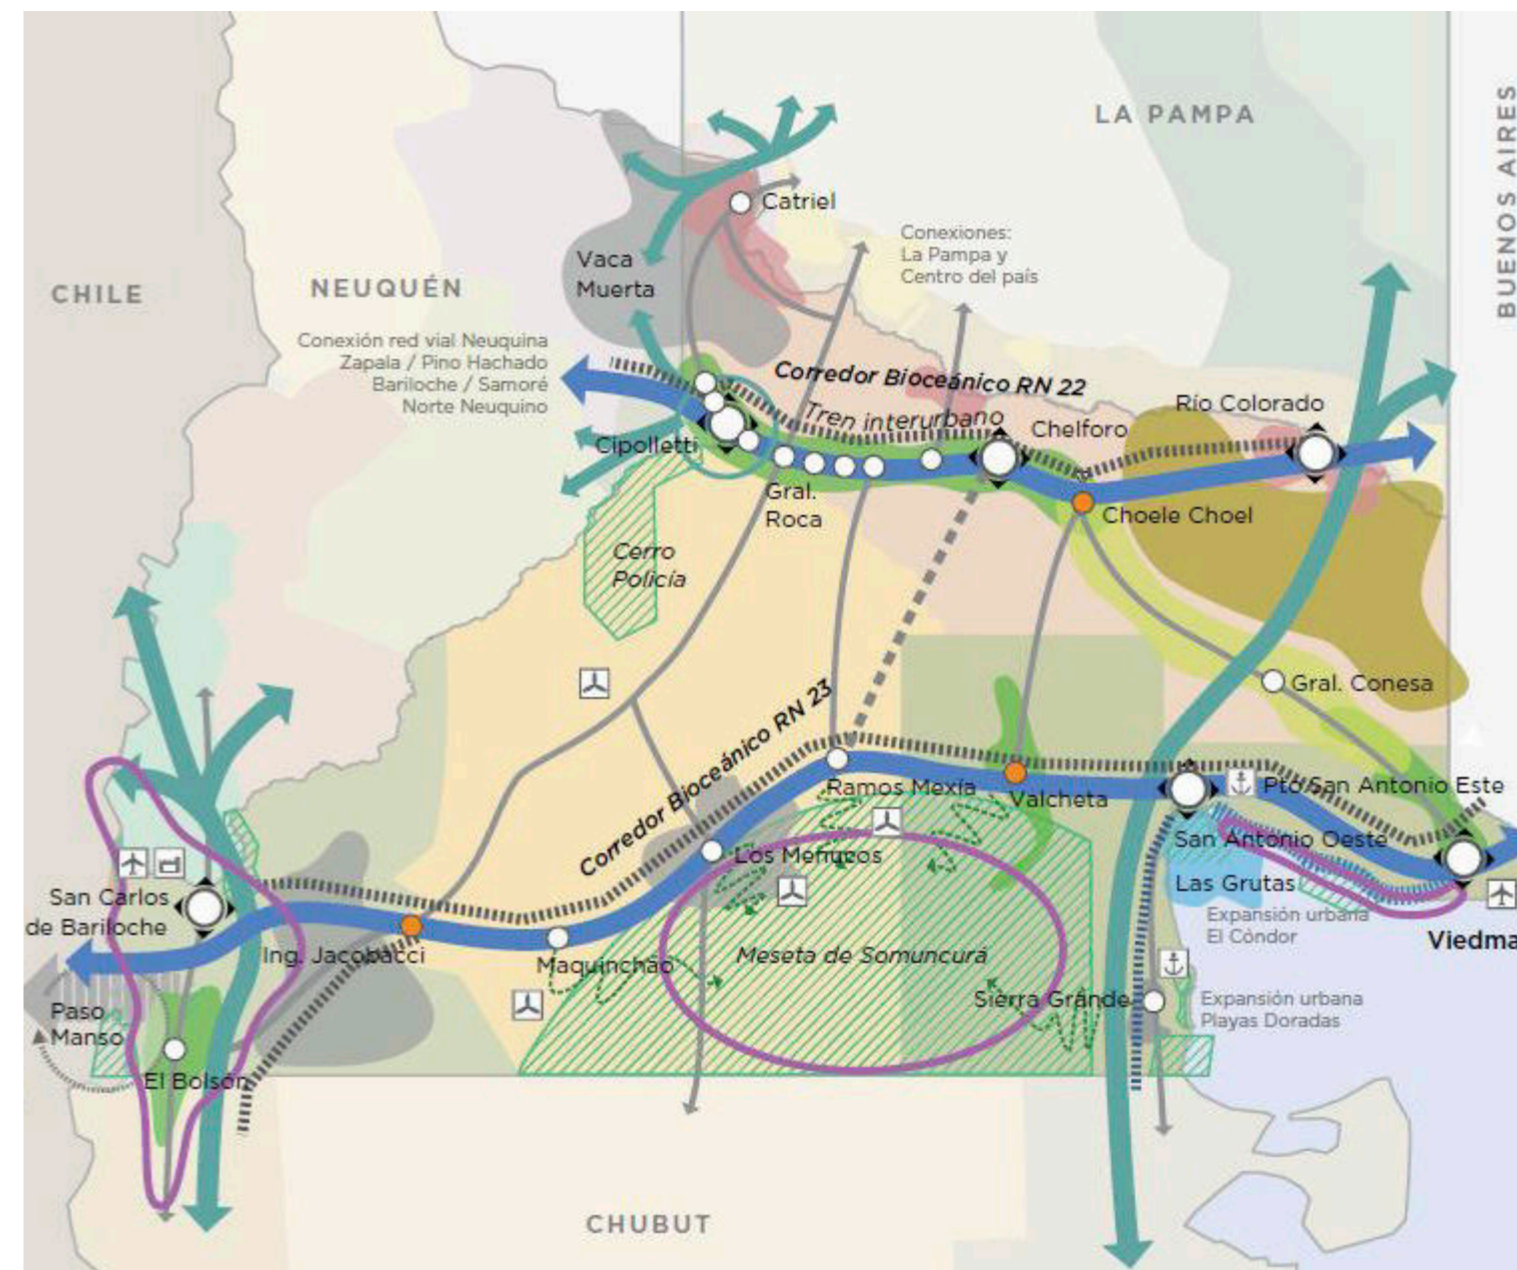 LA PAMPA
BUENOS AIRES
Catriel
Conexiones:
La Pampa y
Centro del país
Vaca
Muerta
CHILE
NEUQUÉN
Conexión red vial Neuquina
Zapala / Pino Hachado
Bariloche / Samoré
Norte Neuquino
Corredor Bioceánico RN 22
Tren interurbano
Río Colorado
Chelforo
Cipolletti
Gral.
Roca
Choele Choel
Cerro
Policía
Gral. Conesa
Corredor Bioceánico RN 23
Ramos Mexía
Valcheta
Pto San Antonio Este
San Antonio Oeste
Los Menucos
Las Grutas
San Carlos
de Bariloche
Expansión urbana
El Cóndor
Viedma
Ing. Jacobacci
Maquinchao
Meseta de Somuncurá
Sierra Grande
Expansión urbana
Playas Doradas
Paso
Manso
El Bolsón
CHUBUT